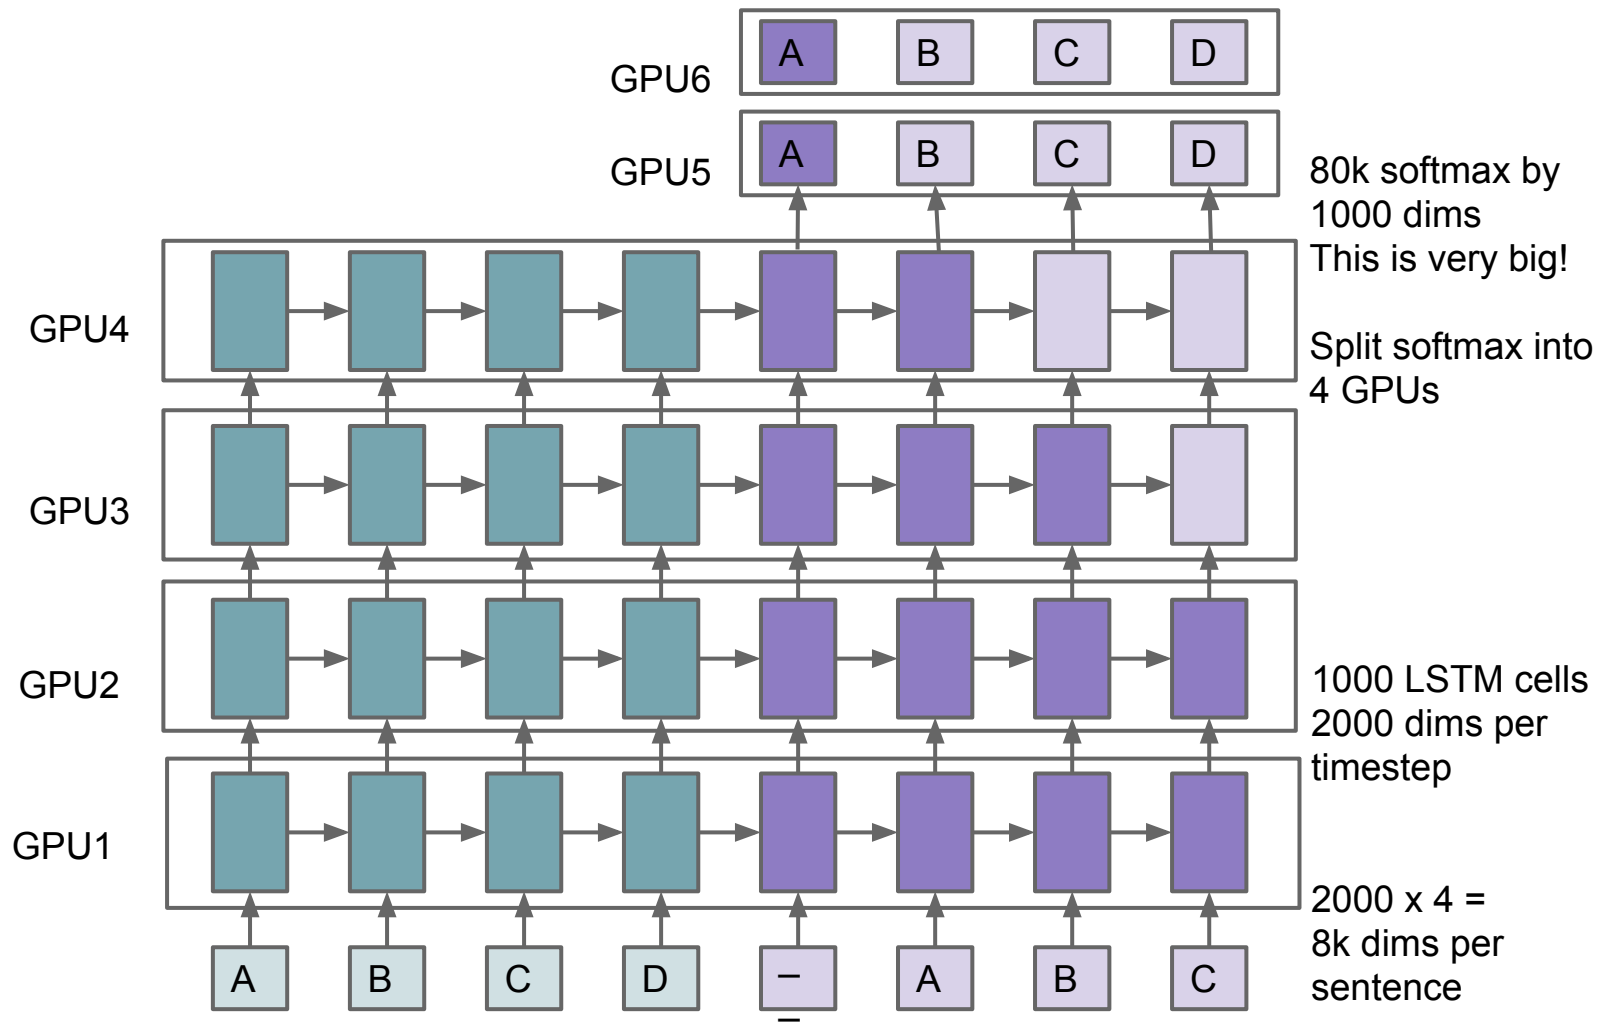 A B C D
GPU6
A B C D
GPU5
80k softmax by
1000 dims
This is very big!
GPU4
Split softmax into
4 GPUs
GPU3
GPU2
1000 LSTM cells
2000 dims per
timestep
GPU1
2000 x 4 =
8k dims per
sentence
A B C D _ A B C